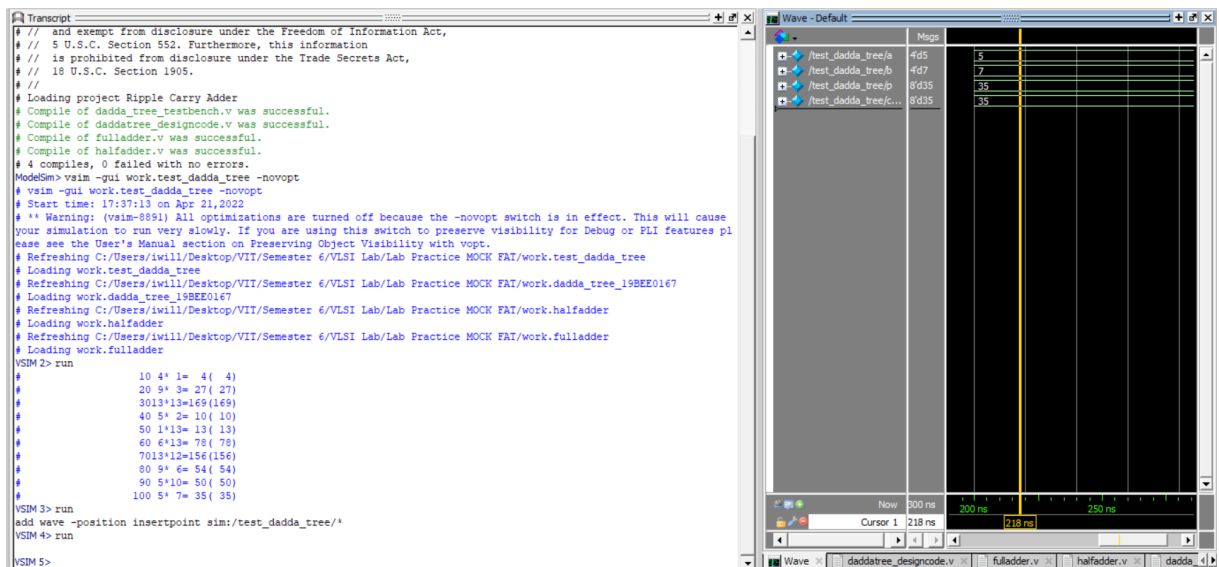 Transcript
# //  and exempt from disclosure under the Freedom of Information Act,
# //  5 U.S.C. Section 552. Furthermore, this information
# //  is prohibited from disclosure under the Trade Secrets Act,
# //  18 U.S.C. Section 1905.
# //
# Loading project Ripple Carry Adder
# Compile of dadda_tree_testbench.v was successful.
# Compile of daddatree_designcode.v was successful.
# Compile of fulladder.v was successful.
# Compile of halfadder.v was successful.
# 4 compiles, 0 failed with no errors.
ModelSim> vsim -gui work.test_dadda_tree -novopt
# vsim -gui work.test_dadda_tree -novopt
# Start time: 17:37:13 on Apr 21,2022
# ** Warning: (vsim-8891) All optimizations are turned off because the -novopt switch is in effect. This will cause
your simulation to run very slowly. If you are using this switch to preserve visibility for Debug or PLI features pl
ease see the User's Manual section on Preserving Object Visibility with vopt.
# Refreshing C:/Users/iwill/Desktop/VIT/Semester 6/VLSI Lab/Lab Practice MOCK FAT/work.test_dadda_tree
# Loading work.test_dadda_tree
# Refreshing C:/Users/iwill/Desktop/VIT/Semester 6/VLSI Lab/Lab Practice MOCK FAT/work.dadda_tree_19BEE0167
# Loading work.dadda_tree_19BEE0167
# Refreshing C:/Users/iwill/Desktop/VIT/Semester 6/VLSI Lab/Lab Practice MOCK FAT/work.halfadder
# Loading work.halfadder
# Refreshing C:/Users/iwill/Desktop/VIT/Semester 6/VLSI Lab/Lab Practice MOCK FAT/work.fulladder
# Loading work.fulladder
VSIM 2> run
# 10 4* 1=  4(  4)
# 20 9* 3= 27( 27)
# 3013*13=169(169)
# 40 5* 2= 10( 10)
# 50 1*13= 13( 13)
# 60 6*13= 78( 78)
# 7013*12=156(156)
# 80 9* 6= 54( 54)
# 90 5*10= 50( 50)
# 100 5* 7= 35( 35)
VSIM 3> run
add wave -position insertpoint sim:/test_dadda_tree/*
VSIM 4> run
VSIM 5>
Wave - Default
Msgs
/test_dadda_tree/a 4'd5 5
/test_dadda_tree/b 4'd7 7
/test_dadda_tree/p 8'd35 35
/test_dadda_tree/c... 8'd35 35
Now 300 ns 200 ns 250 ns
Cursor 1 218 ns 218 ns
Wave daddatree_designcode.v fulladder.v halfadder.v dadda_